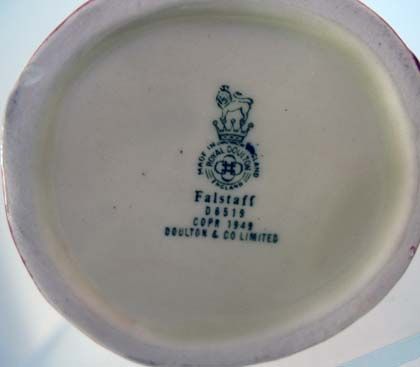 MADE IN ENGLAND
ROYAL DOULTON
ENGLAND
Falstaff
D6519
COPR 1949
DOULTON & CO LIMITED